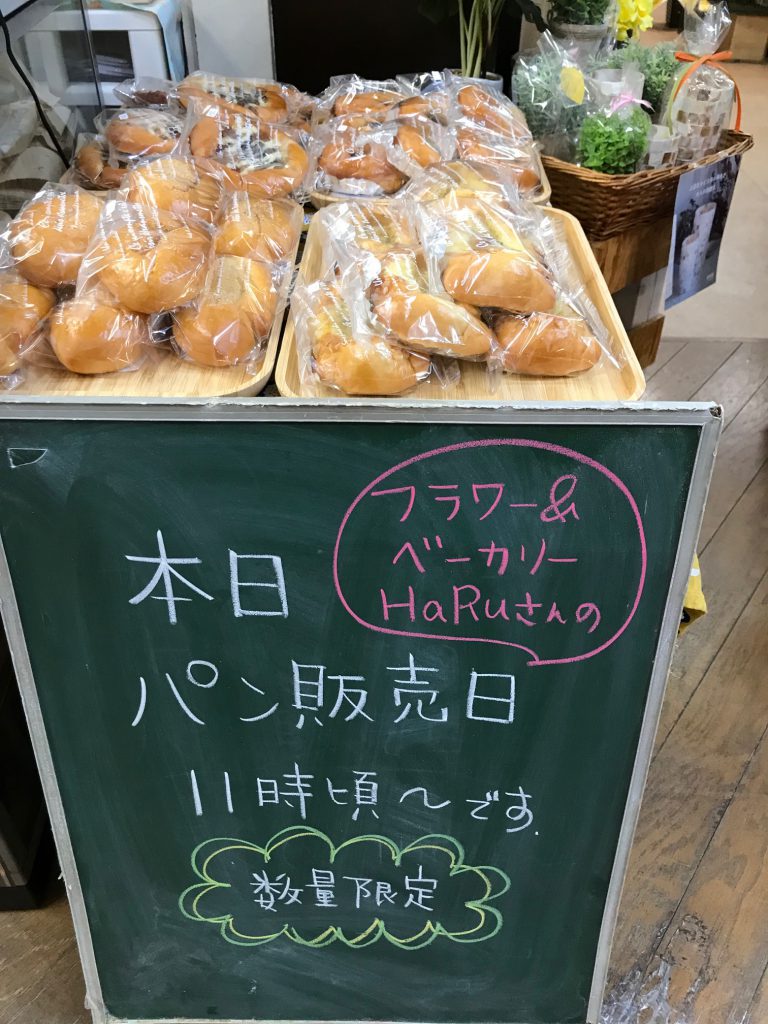 フラワー&
ベーカリー
HaRuさんの
本日
パン販売日
11時頃〜です.
数量限定